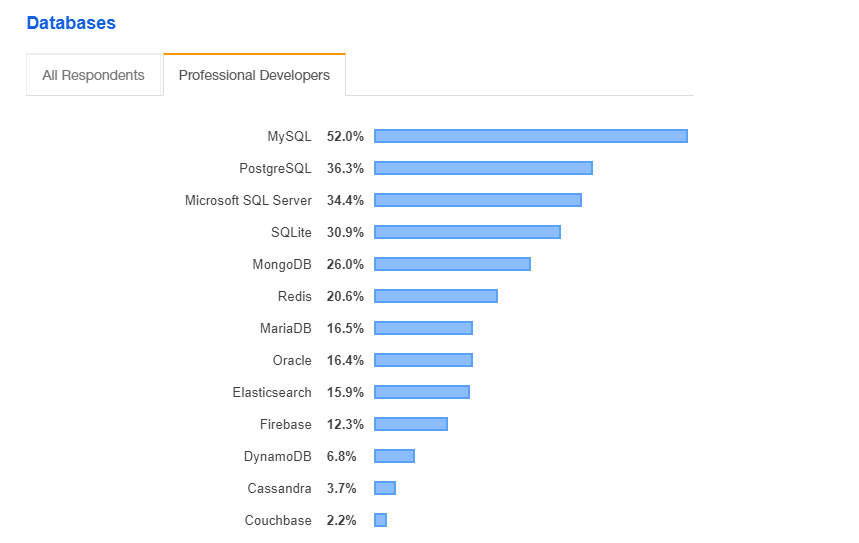 Databases
All Respondents Professional Developers
MySQL 52.0%
PostgreSQL 36.3%
Microsoft SQL Server 34.4%
SQLite 30.9%
MongoDB 26.0%
Redis 20.6%
MariaDB 16.5%
Oracle 16.4%
Elasticsearch 15.9%
Firebase 12.3%
DynamoDB 6.8%
Cassandra 3.7%
Couchbase 2.2%